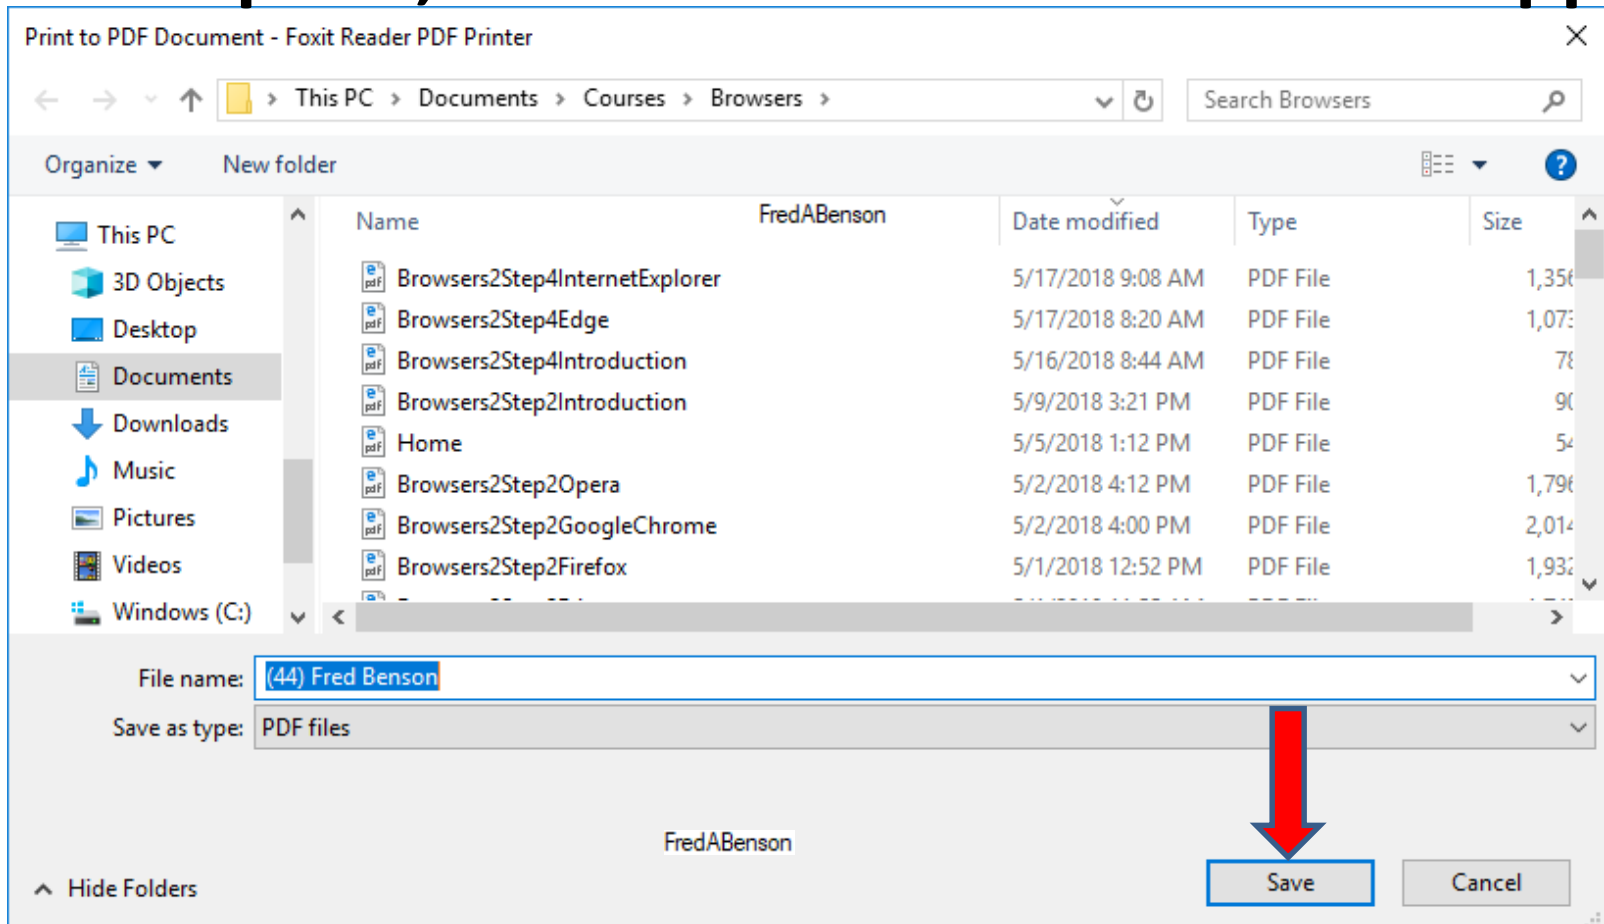 Print to PDF Document - Foxit Reader PDF Printer
This PC > Documents > Courses > Browsers >
Search Browsers
Organize
New folder
This PC
3D Objects
Desktop
Documents
Downloads
Music
Pictures
Videos
Windows (C:)
Name FredABenson Date modified Type Size
Browsers2Step4InternetExplorer 5/17/2018 9:08 AM PDF File
Browsers2Step4Edge 5/17/2018 8:20 AM PDF File
Browsers2Step4Introduction 5/16/2018 8:44 AM PDF File
Browsers2Step2Introduction 5/9/2018 3:21 PM PDF File
Home 5/5/2018 1:12 PM PDF File
Browsers2Step2Opera 5/2/2018 4:12 PM PDF File
Browsers2Step2GoogleChrome 5/2/2018 4:00 PM PDF File
Browsers2Step2Firefox 5/1/2018 12:52 PM PDF File
File name: (44) Fred Benson
Save as type: PDF files
FredABenson
Hide Folders
Save
Cancel